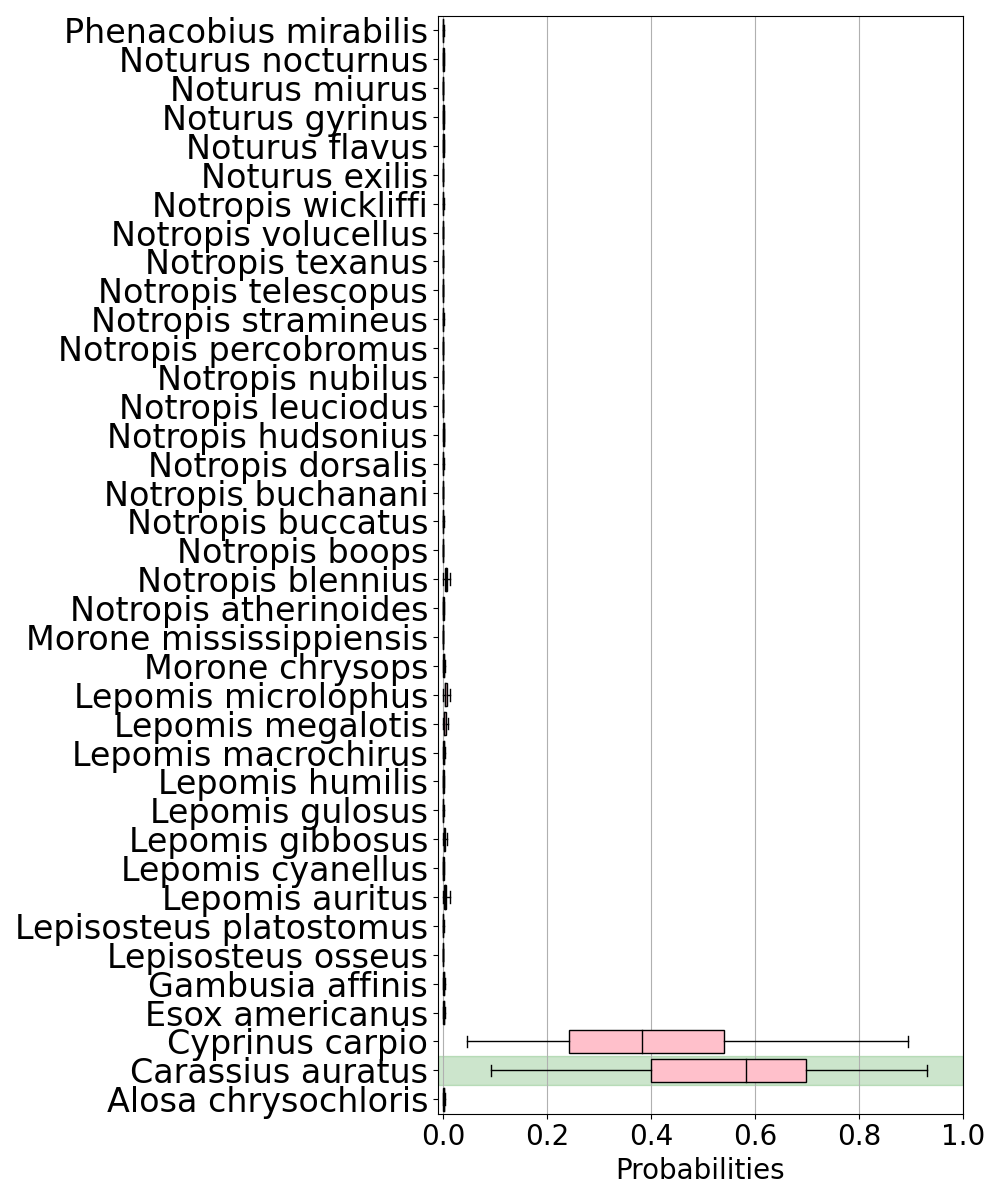 Phenacobius mirabilis
Noturus nocturnus
Noturus miurus
Noturus gyrinus
Noturus flavus
Noturus exilis
Notropis wickliffi
Notropis volucellus
Notropis texanus
Notropis telescopus
Notropis stramineus
Notropis percobromus
Notropis nubilus
Notropis leuciodus
Notropis hudsonius
Notropis dorsalis
Notropis buchanani
Notropis buccatus
Notropis boops
Notropis blennius
Notropis atherinoides
Morone mississippiensis
Morone chrysops
Lepomis microlophus
Lepomis megalotis
Lepomis macrochirus
Lepomis humilis
Lepomis gulosus
Lepomis gibbosus
Lepomis cyanellus
Lepomis auritus
Lepisosteus platostomus
Lepisosteus osseus
Gambusia affinis
Esox americanus
Cyprinus carpio
Carassius auratus
Alosa chrysochloris
0.0 0.2 0.4 0.6 0.8 1.0
Probabilities